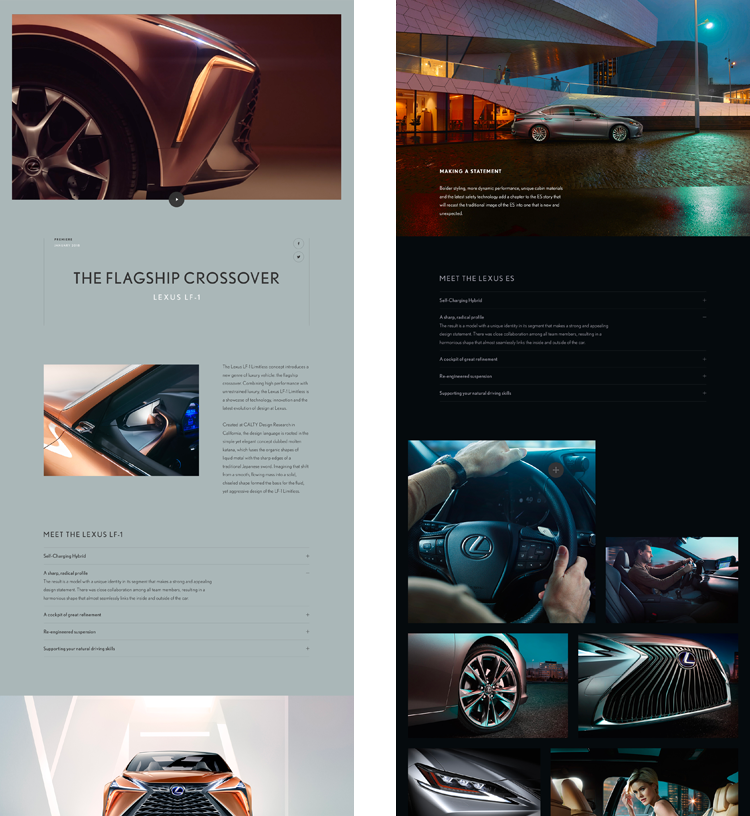 PREMIERE
JANUARY 2018
THE FLAGSHIP CROSSOVER
LEXUS LF-1
The Lexus LF-1 Limitless concept introduces a
new genre of luxury vehicle: the flagship
crossover. Combining high performance with
unrestrained luxury, the Lexus LF-1 Limitless is
a showcase of technology, innovation and the
latest evolution of design at Lexus.
Created at CALTY Design Research in
California, the design language is rooted in the
simple yet elegant concept dubbed molten
katana, which fuses the organic shapes of
liquid metal with the sharp edges of a
traditional Japanese sword. Imagining that shift
from a smooth, flowing mass into a solid,
chiseled shape formed the basis for the fluid,
yet aggressive design of the LF-1 Limitless.
MEET THE LEXUS LF-1
Self-Charging Hybrid
A sharp, radical profile
The result is a model with a unique identity in its segment that makes a strong and appealing
design statement. There was close collaboration among all team members, resulting in a
harmonious shape that almost seamlessly links the inside and outside of the car.
A cockpit of great refinement
Re-engineered suspension
Supporting your natural driving skills
MAKING A STATEMENT
Border styling, more dynamic performance, unique cabin materials
and the latest safety technology add a chapter to the ES story that
will recast the traditional image of the ES into one that is new and
unexpected.
MEET THE LEXUS ES
Self-Charging Hybrid
A sharp, radical profile
The result is a model with a unique identity in its segment that makes a strong and appealing
design statement. There was close collaboration among all team members, resulting in a
harmonious shape that almost seamlessly links the inside and outside of the car.
A cockpit of great refinement
Re-engineered suspension
Supporting your natural driving skills